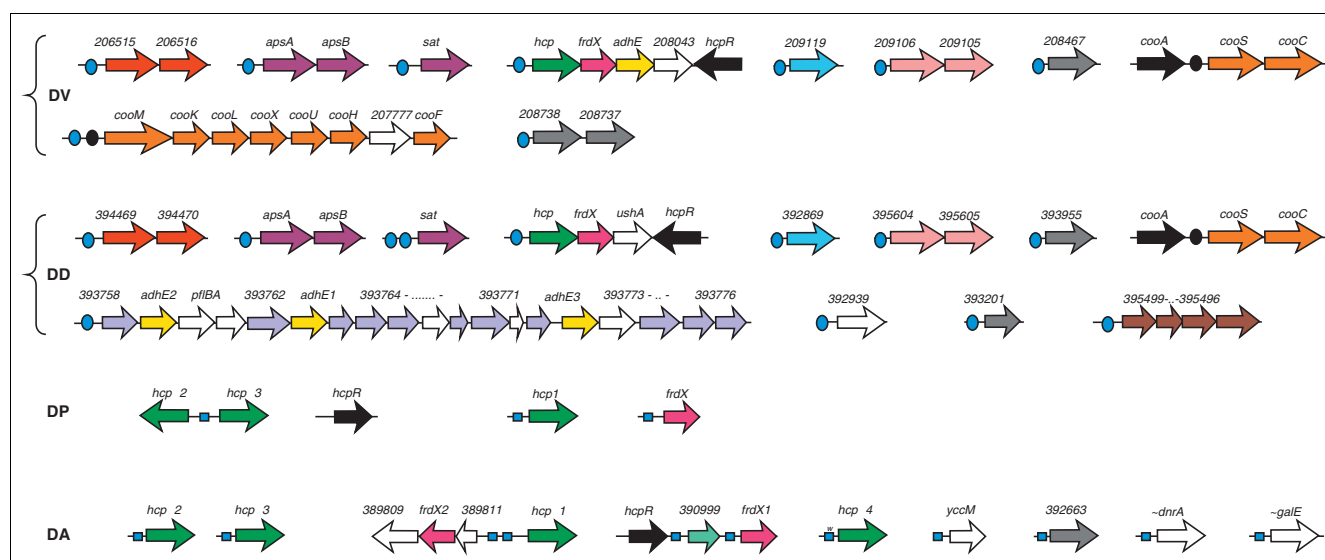 206515 206516 apsA apsB sat hcp frdX adhE 208043 hcpR 209119 209106 209105 208467 cooA cooS cooC
DV
cooM cooK cooL cooX cooU cooH 207777 cooF 208738 208737
394469 394470 apsA apsB sat hcp frdX ushA hcpR 392869 395604 395605 393955 cooA cooS cooC
DD
393758 adhE2 pflBA 393762 adhE1 393764 - ....... - 393771 adhE3 393773 - .. - 393776 392939 393201 395499-..-395496
hcp 2 hcp 3 hcpR hcp1 frdX
DP
hcp 2 hcp 3 389809 frdX2 389811 hcp 1 hcpR 390999 frdX1 hcp 4 yccM 392663 ~dnrA ~galE
DA w